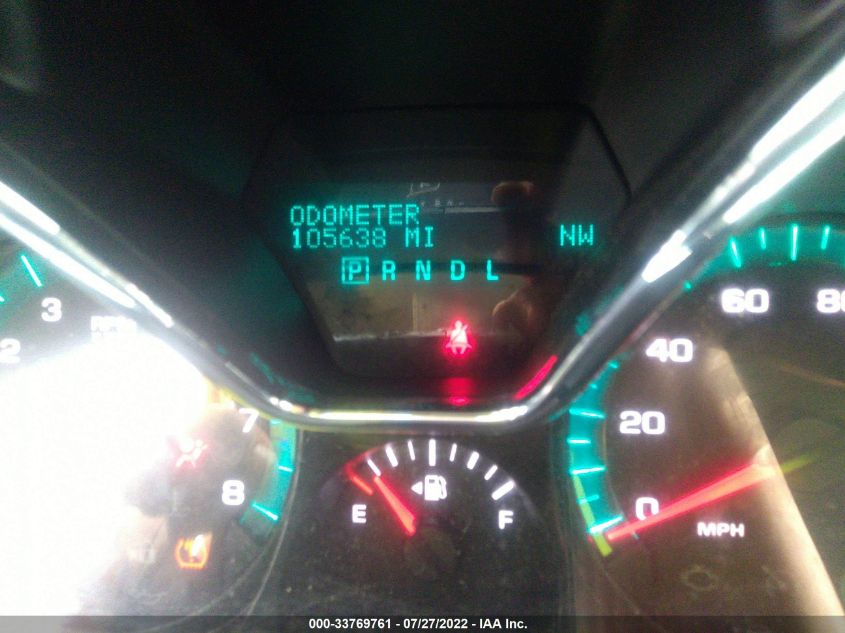 ODOMETER
105638 MI
NW
P R N D L
3
2
7
8
E
F
60
80
40
20
0
MPH
000-33769761 - 07/27/2022 - IAA Inc.